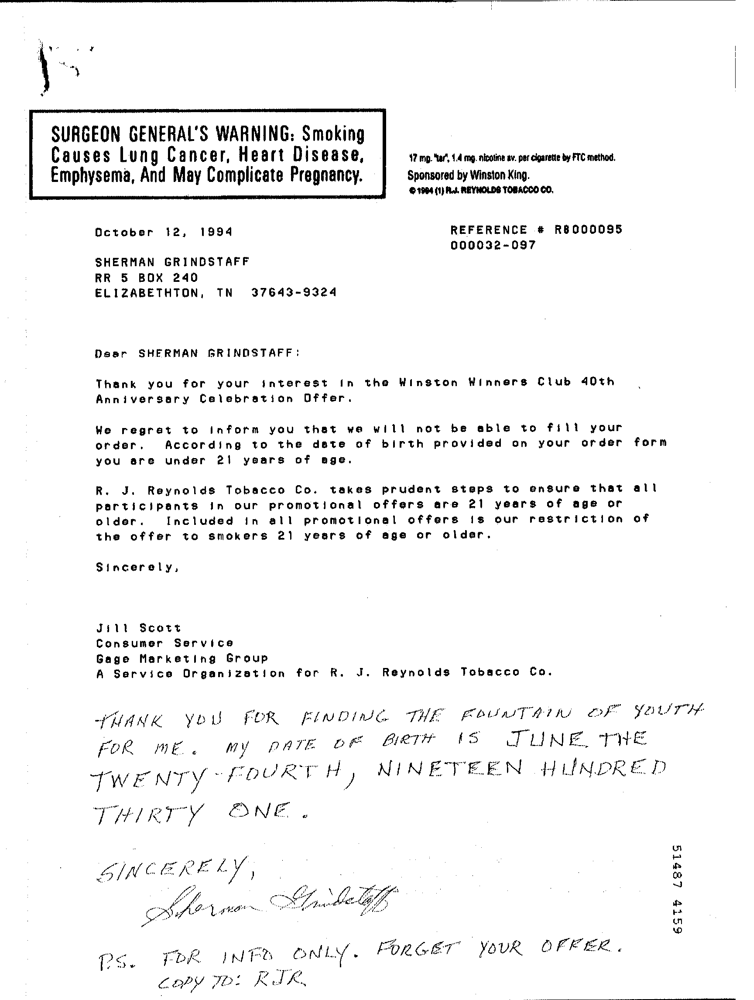 SURGEON GENERAL'S WARNING: Smoking
Causes Lung Cancer, Heart Disease,
Emphysema, And May Complicate Pregnancy.
17 mg. "tar", 1.4 mg. nicotine av. per cigarette by FTC method.
Sponsored by Winston King.
© 1994 (1) R.J. REYNOLDS TOBACCO CO.
October 12, 1994
REFERENCE # R8000095
000032-097
SHERMAN GRINDSTAFF
RR 5 BOX 240
ELIZABETHTON, TN 37643-9324
Dear SHERMAN GRINDSTAFF:
Thank you for your interest in the Winston Winners Club 40th
Anniversary Celebration Offer.
We regret to inform you that we will not be able to fill your
order. According to the date of birth provided on your order form
you are under 21 years of age.
R. J. Reynolds Tobacco Co. takes prudent steps to ensure that all
participants in our promotional offers are 21 years of age or
older. Included in all promotional offers is our restriction of
the offer to smokers 21 years of age or older.
Sincerely,
Jill Scott
Consumer Service
Gage Marketing Group
A Service Organization for R. J. Reynolds Tobacco Co.
THANK YOU FOR FINDING THE FOUNTAIN OF YOUTH
FOR ME. MY DATE OF BIRTH IS JUNE THE
TWENTY-FOURTH, NINETEEN HUNDRED
THIRTY ONE.
SINCERELY,
Sherman Grindstaff
P.S. FOR INFO ONLY. FORGET YOUR OFFER.
COPY TO: RJR
51487 4159